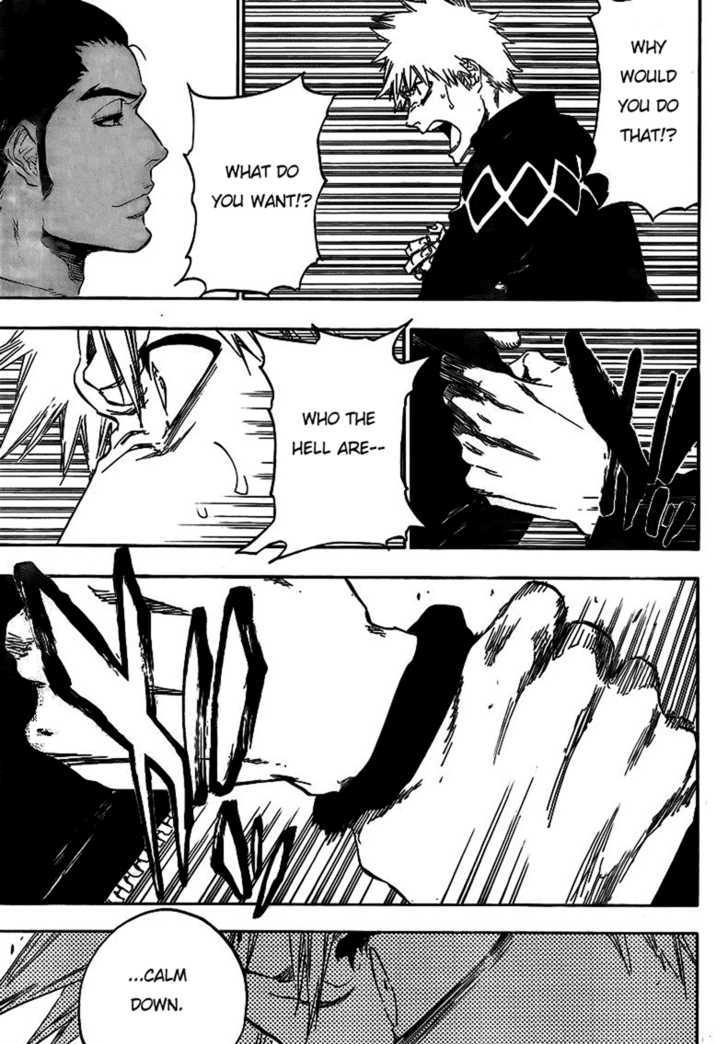 WHY
WOULD
YOU DO
THAT!?
WHAT DO
YOU WANT!?
WHO THE
HELL ARE--
...CALM
DOWN.